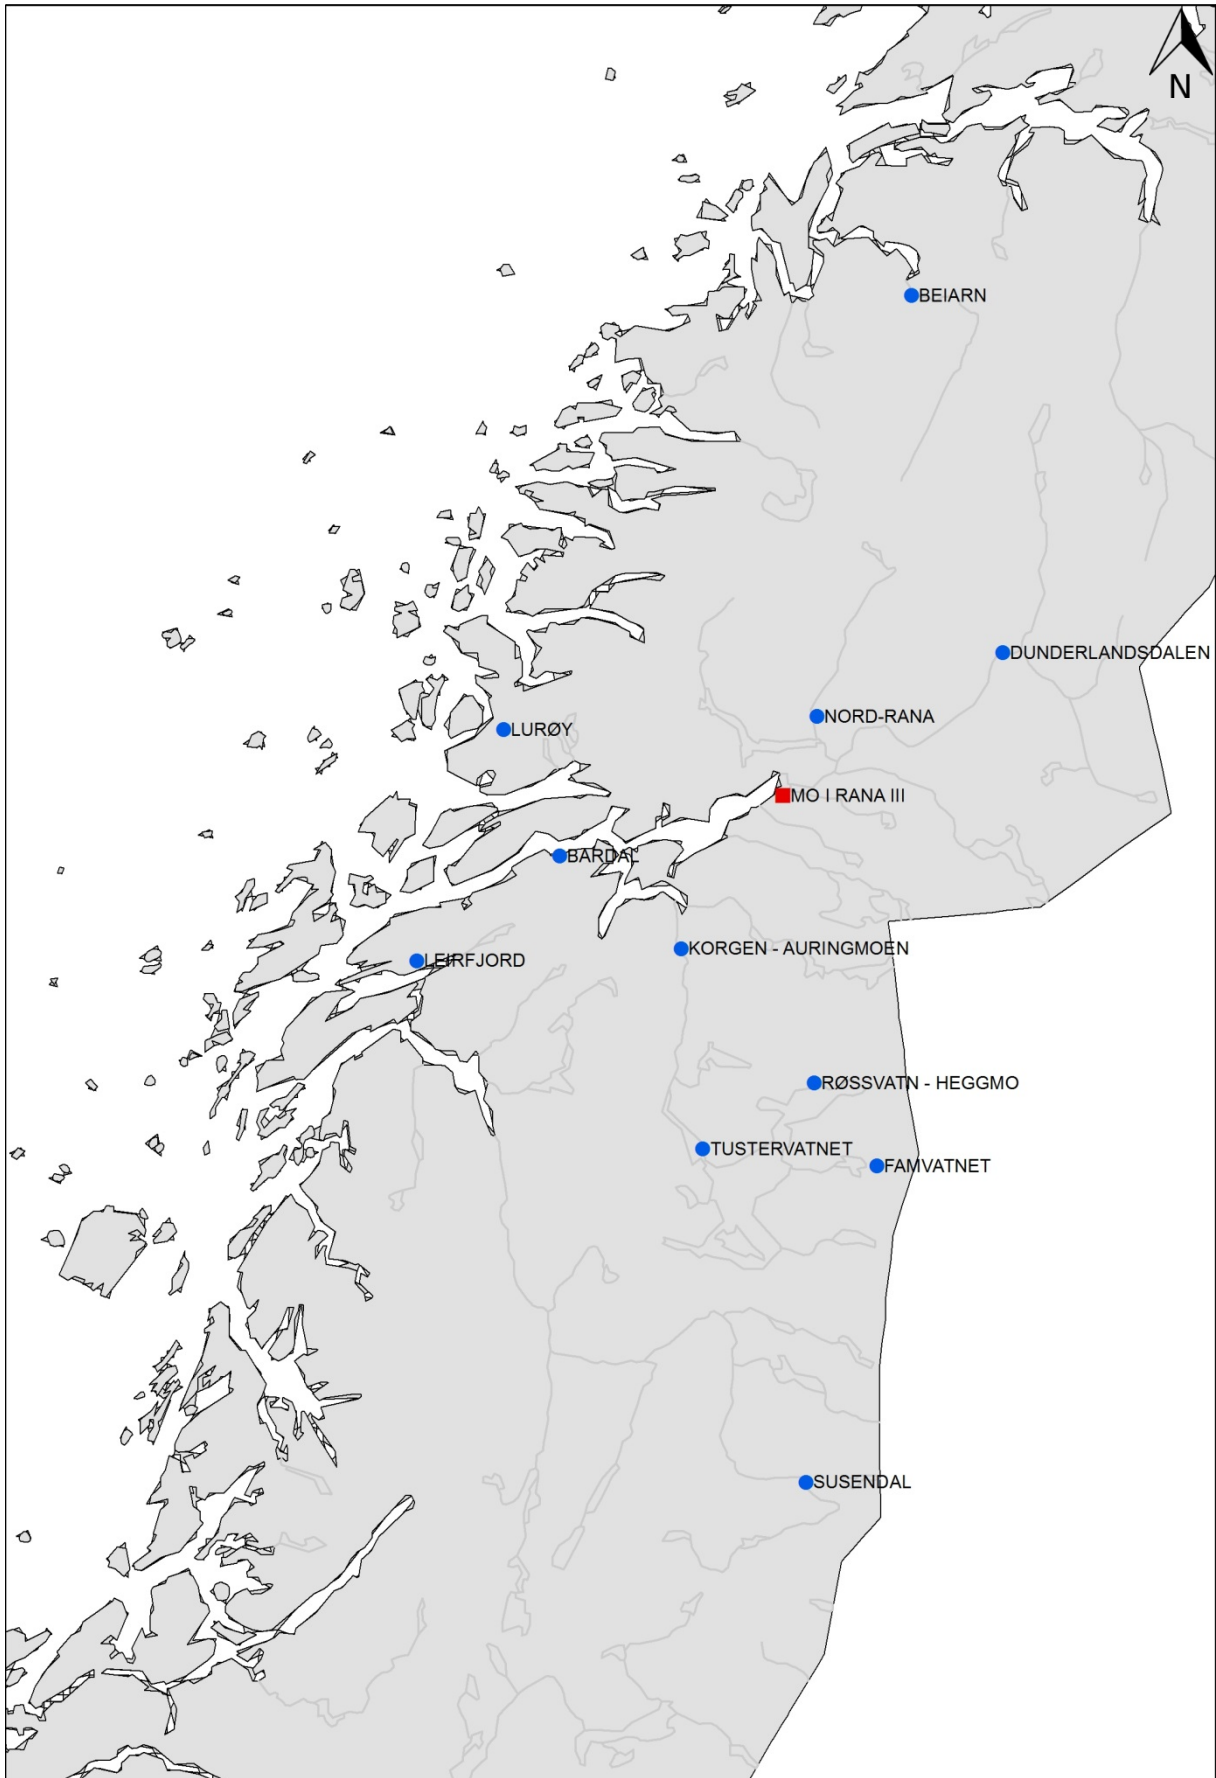 N
BEIARN
DUNDERLANDSDALEN
NORD-RANA
LURØY
MO I RANA III
BARDAL
KORGEN - AURINGMOEN
LEIRFJORD
RØSSVATN - HEGGMO
TUSTERVATNET
FAMVATNET
SUSENDAL